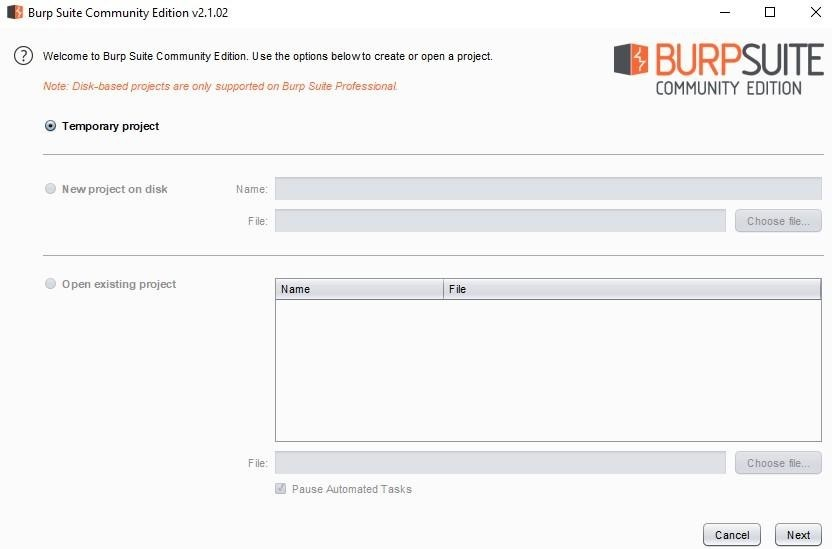 Burp Suite Community Edition v2.1.02
? Welcome to Burp Suite Community Edition. Use the options below to create or open a project.
BURPSUITE
COMMUNITY EDITION
Note: Disk-based projects are only supported on Burp Suite Professional.
Temporary project
New project on disk Name:
File: Choose file...
Open existing project
Name File
File: Choose file...
Pause Automated Tasks
Cancel Next